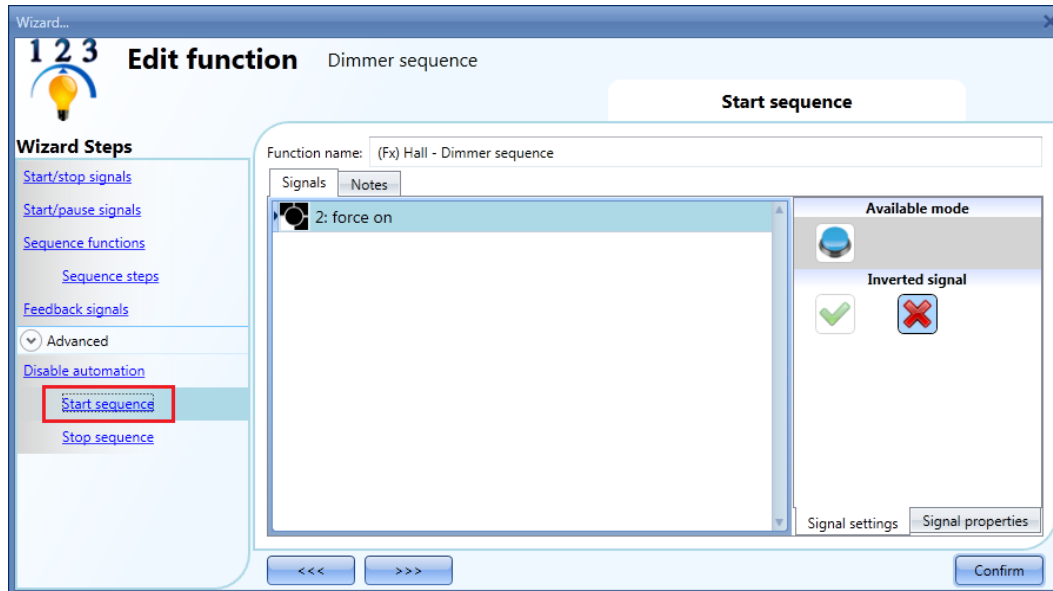 Wizard...
1 2 3
Edit function Dimmer sequence
Start sequence
Wizard Steps
Start/stop signals
Start/pause signals
Sequence functions
Sequence steps
Feedback signals
Advanced
Disable automation
Start sequence
Stop sequence
Function name: (Fx) Hall - Dimmer sequence
Signals Notes
2: force on
Available mode
Inverted signal
Signal settings Signal properties
<<< >>> Confirm